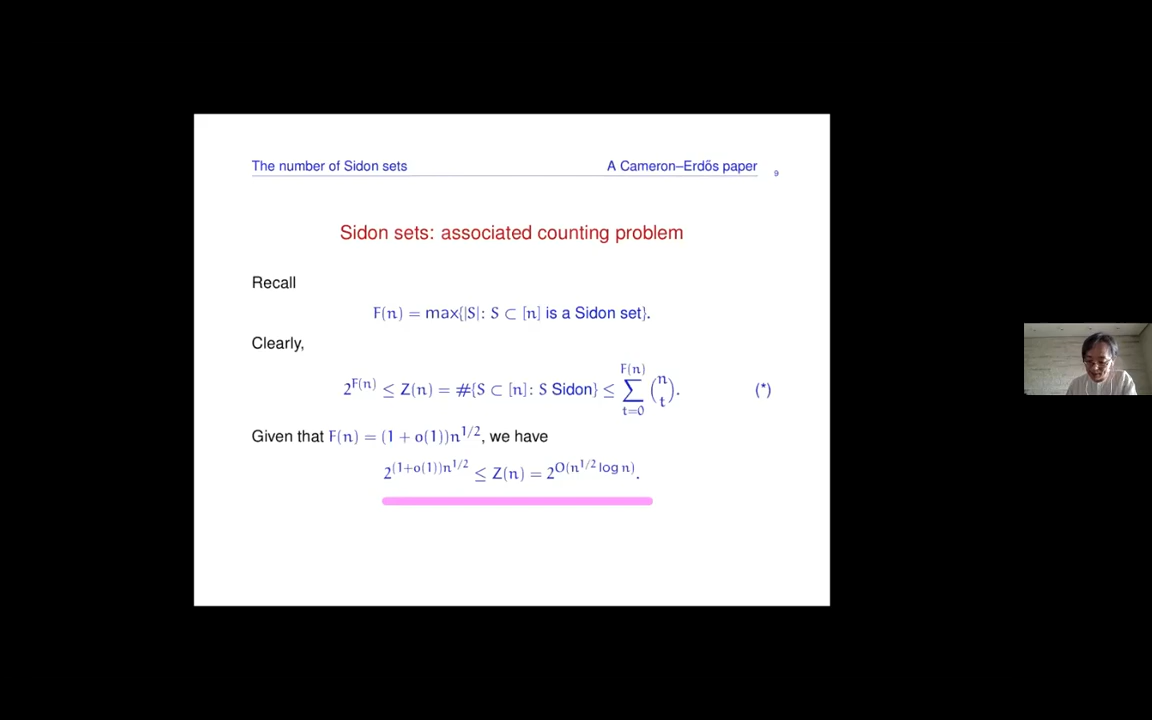 The number of Sidon sets A Cameron–Erdős paper 9
Sidon sets: associated counting problem
Recall
F(n) = max{|S|: S ⊂ [n] is a Sidon set}.
Clearly,
2^{F(n)} ≤ Z(n) = #{S ⊂ [n]: S Sidon} ≤ ∑_{t=0}^{F(n)} \binom{n}{t}. (*)
Given that F(n) = (1 + o(1))n^{1/2}, we have
2^{(1+o(1))n^{1/2}} ≤ Z(n) = 2^{O(n^{1/2} log n)}.